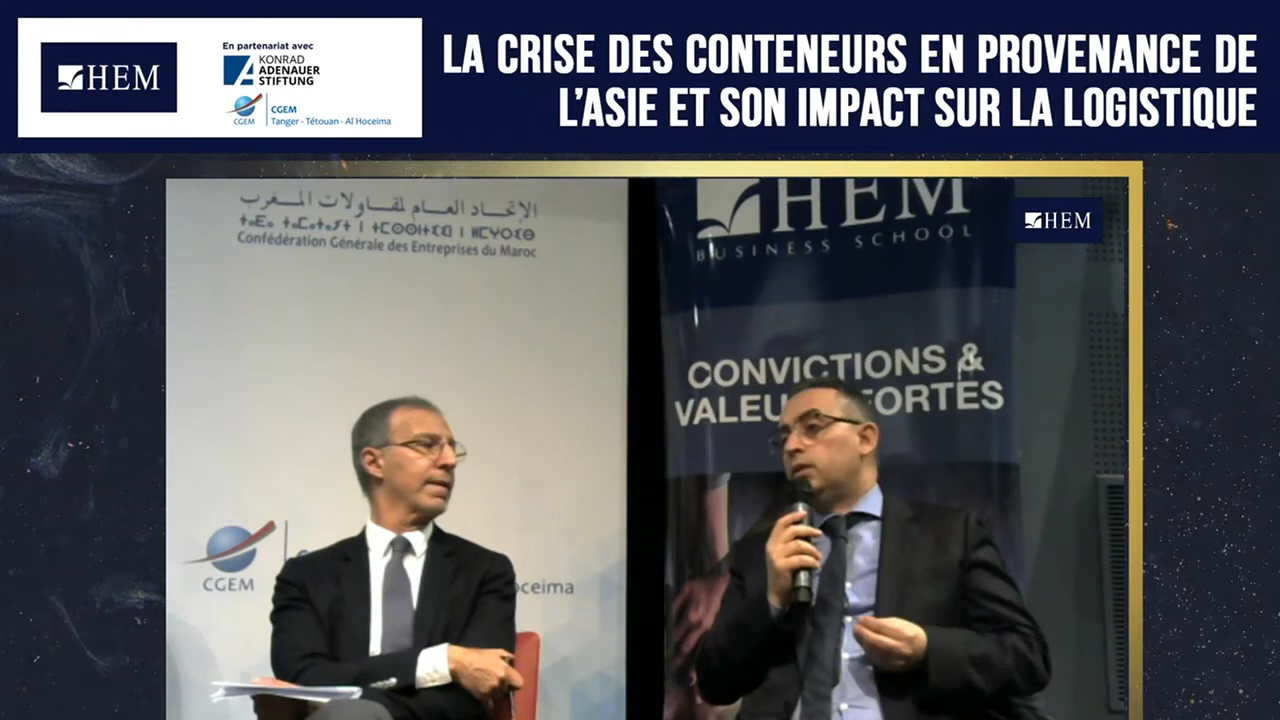 HEM
En partenariat avec
KONRAD
ADENAUER
STIFTUNG
CGEM
CGEM
Tanger - Tétouan - Al Hoceima
LA CRISE DES CONTENEURS EN PROVENANCE DE
L'ASIE ET SON IMPACT SUR LA LOGISTIQUE
الإتحاد العام لمقاولات المغرب
ⵜⴰⵎⵙⵎⵓⵏⵜ
Confédération Générale des Entreprises du Maroc
HEM
BUSINESS SCHOOL
HEM
CONVICTIONS &
VALEU FORTES
CGEM
oceima